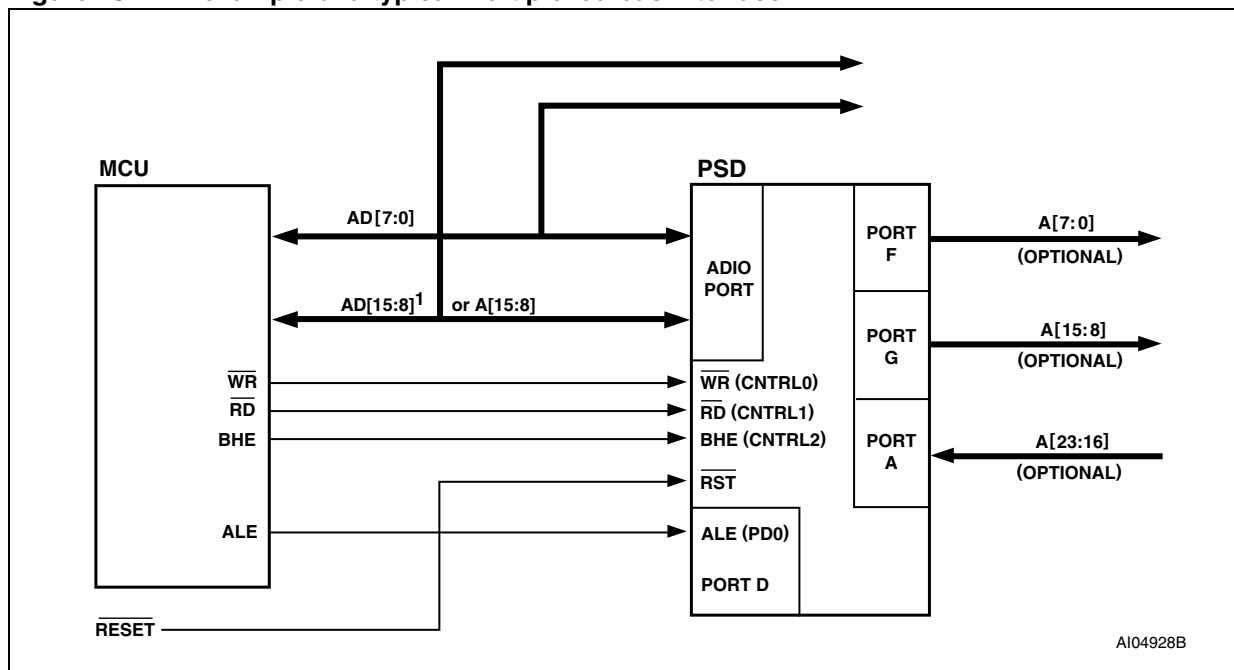 MCU
PSD
AD[7:0]
AD[15:8]1 or A[15:8]
ADIO
PORT
PORT
F
A[7:0]
(OPTIONAL)
PORT
G
A[15:8]
(OPTIONAL)
PORT
A
A[23:16]
(OPTIONAL)
WR
WR (CNTRL0)
RD
RD (CNTRL1)
BHE
BHE (CNTRL2)
RST
ALE
ALE (PD0)
PORT D
RESET
AI04928B